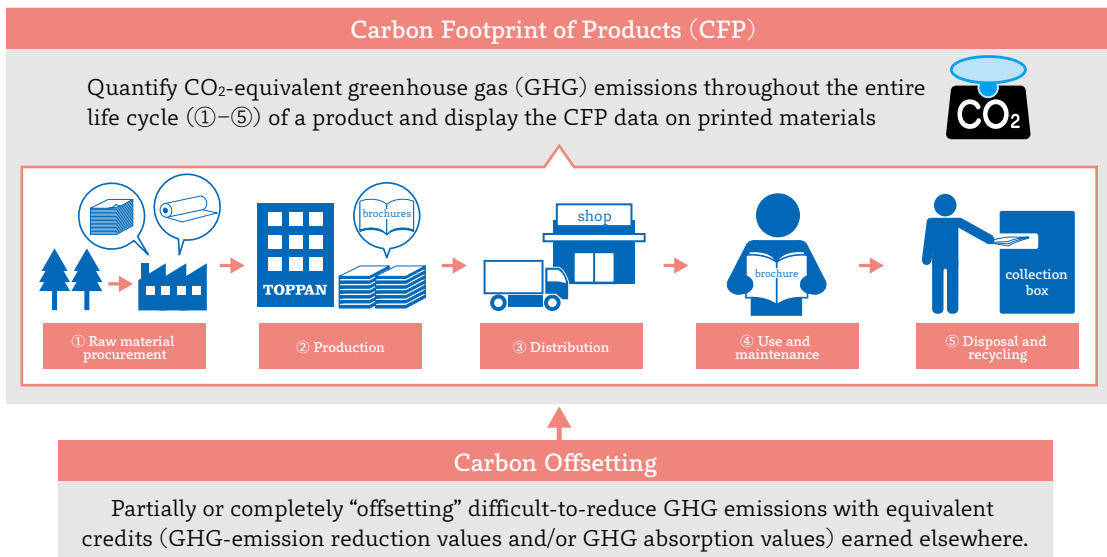 Carbon Footprint of Products (CFP)
Quantify CO₂-equivalent greenhouse gas (GHG) emissions throughout the entire
life cycle (①–⑤) of a product and display the CFP data on printed materials
CO₂
brochures
TOPPAN
shop
brochure
collection
box
① Raw material
procurement
② Production
③ Distribution
④ Use and
maintenance
⑤ Disposal and
recycling
Carbon Offsetting
Partially or completely “offsetting” difficult-to-reduce GHG emissions with equivalent
credits (GHG-emission reduction values and/or GHG absorption values) earned elsewhere.